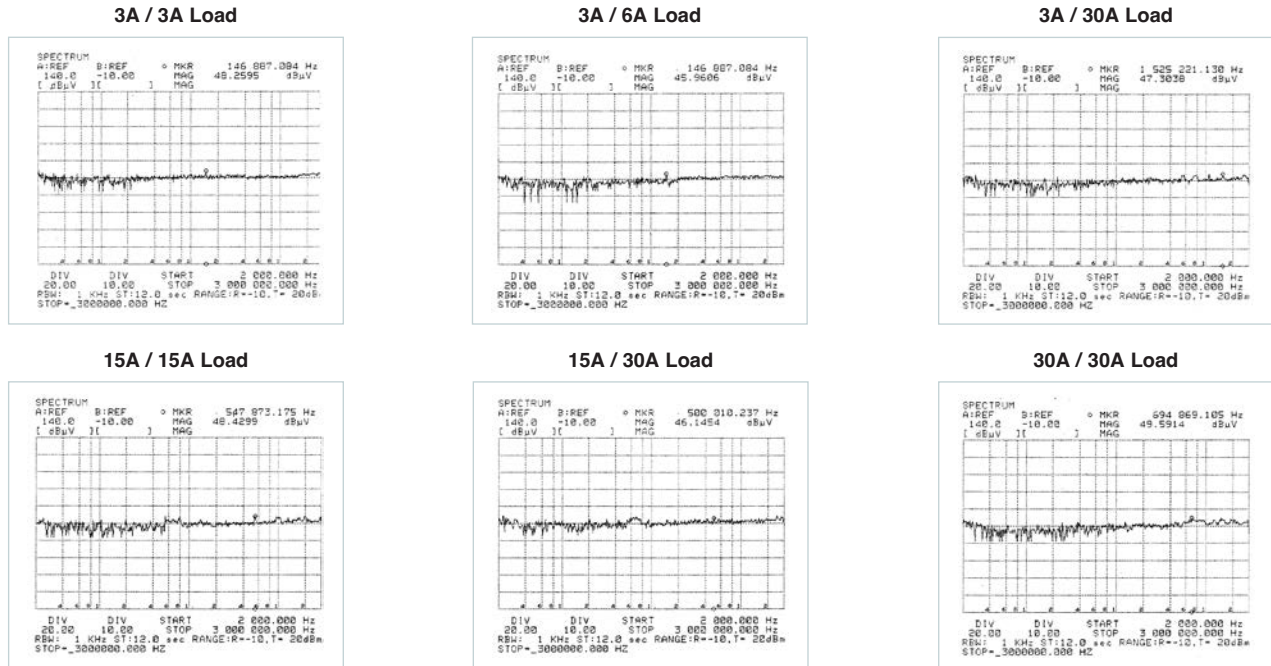 3A / 3A Load
SPECTRUM
A:REF B:REF o MKR 146 887.084 Hz
140.0 -10.00 MAG 48.2595 dBµV
[ dBµV ][ ] MAG
DIV DIV START 2 000.000 Hz
20.00 10.00 STOP 3 000 000.000 Hz
RBW: 1 KHz ST:12.0 sec RANGE:R=-10,T= 20dBm
STOP=_3000000.000 HZ
3A / 6A Load
SPECTRUM
A:REF B:REF o MKR 146 887.084 Hz
140.0 -10.00 MAG 45.9606 dBµV
[ dBµV ][ ] MAG
DIV DIV START 2 000.000 Hz
20.00 10.00 STOP 3 000 000.000 Hz
RBW: 1 KHz ST:12.0 sec RANGE:R=-10,T= 20dBm
STOP=_3000000.000 HZ
3A / 30A Load
SPECTRUM
A:REF B:REF o MKR 1 525 221.130 Hz
140.0 -10.00 MAG 47.3038 dBµV
[ dBµV ][ ] MAG
DIV DIV START 2 000.000 Hz
20.00 10.00 STOP 3 000 000.000 Hz
RBW: 1 KHz ST:12.0 sec RANGE:R=-10,T= 20dBm
STOP=_3000000.000 HZ
15A / 15A Load
SPECTRUM
A:REF B:REF o MKR 547 873.175 Hz
140.0 -10.00 MAG 48.4299 dBµV
[ dBµV ][ ] MAG
DIV DIV START 2 000.000 Hz
20.00 10.00 STOP 3 000 000.000 Hz
RBW: 1 KHz ST:12.0 sec RANGE:R=-10,T= 20dBm
STOP=_3000000.000 HZ
15A / 30A Load
SPECTRUM
A:REF B:REF o MKR 500 010.237 Hz
140.0 -10.00 MAG 46.1454 dBµV
[ dBµV ][ ] MAG
DIV DIV START 2 000.000 Hz
20.00 10.00 STOP 3 000 000.000 Hz
RBW: 1 KHz ST:12.0 sec RANGE:R=-10,T= 20dBm
STOP=_3000000.000 HZ
30A / 30A Load
SPECTRUM
A:REF B:REF o MKR 694 869.105 Hz
140.0 -10.00 MAG 49.5914 dBµV
[ dBµV ][ ] MAG
DIV DIV START 2 000.000 Hz
20.00 10.00 STOP 3 000 000.000 Hz
RBW: 1 KHz ST:12.0 sec RANGE:R=-10,T= 20dBm
STOP=_3000000.000 HZ